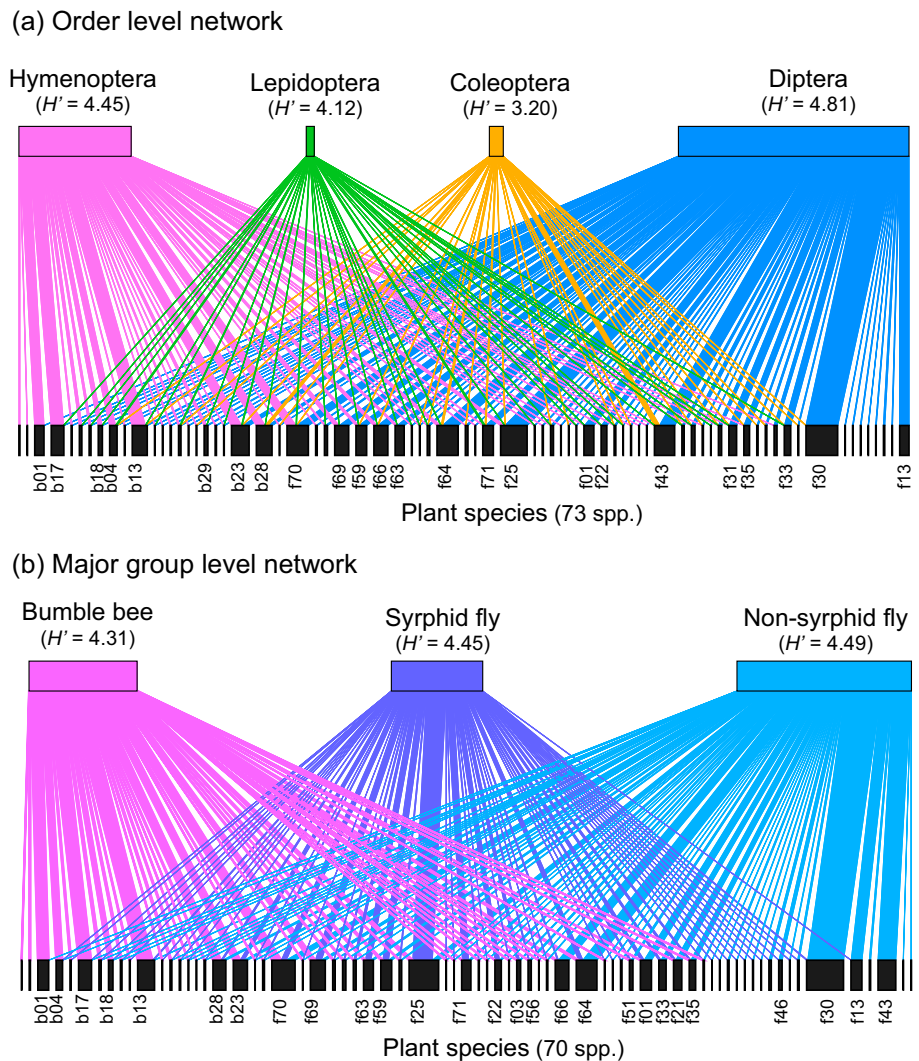 (a) Order level network
Hymenoptera Lepidoptera Coleoptera Diptera
(H' = 4.45) (H' = 4.12) (H' = 3.20) (H' = 4.81)
b01 b17 b18 b04 b13 b29 b23 b28 f70 f69 f59 f66 f63 f64 f71 f25 f01 f22 f43 f31 f35 f33 f30 f13
Plant species (73 spp.)
(b) Major group level network
Bumble bee Syrphid fly Non-syrphid fly
(H' = 4.31) (H' = 4.45) (H' = 4.49)
b01 b04 b17 b18 b13 b28 b23 f70 f69 f63 f59 f25 f71 f22 f03 f56 f66 f64 f51 f01 f33 f21 f35 f46 f30 f13 f43
Plant species (70 spp.)